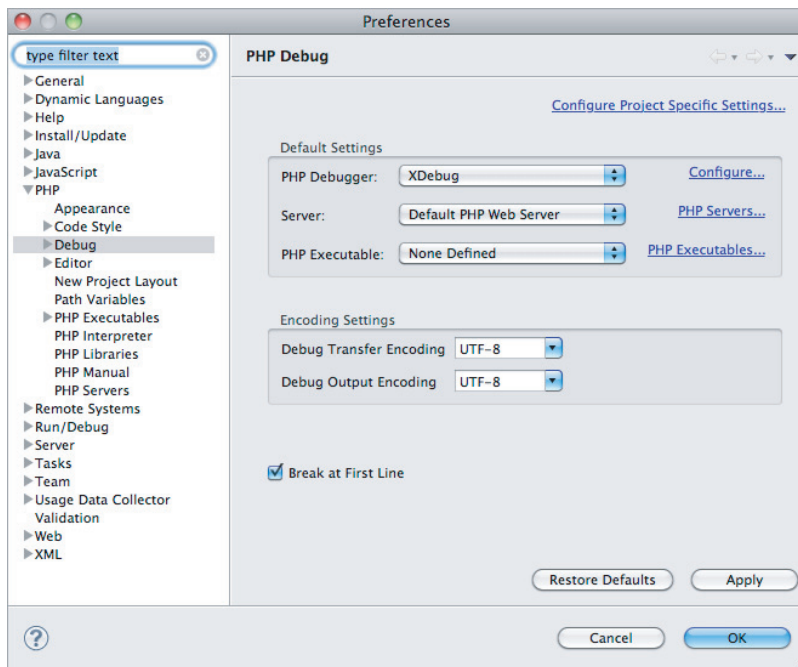 Preferences
type filter text
General
Dynamic Languages
Help
Install/Update
Java
JavaScript
PHP
Appearance
Code Style
Debug
Editor
New Project Layout
Path Variables
PHP Executables
PHP Interpreter
PHP Libraries
PHP Manual
PHP Servers
Remote Systems
Run/Debug
Server
Tasks
Team
Usage Data Collector
Validation
Web
XML
PHP Debug
Configure Project Specific Settings...
Default Settings
PHP Debugger: XDebug Configure...
Server: Default PHP Web Server PHP Servers...
PHP Executable: None Defined PHP Executables...
Encoding Settings
Debug Transfer Encoding UTF-8
Debug Output Encoding UTF-8
Break at First Line
Restore Defaults Apply
? Cancel OK